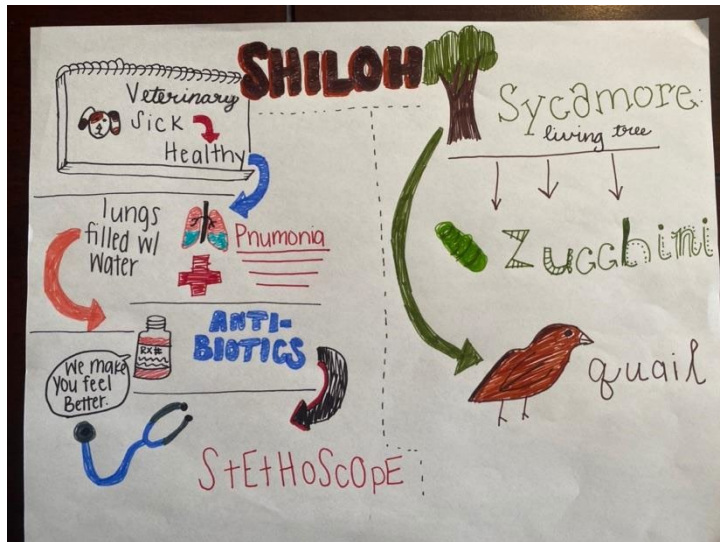 SHILOH
Veterinary
Sick
Healthy
lungs
filled w/
Water
Pnumonia
ANTI-
BIOTICS
RX#
We make
You feel
Better.
StEtHoScOpE
Sycamore:
living tree
Zucchini
quail